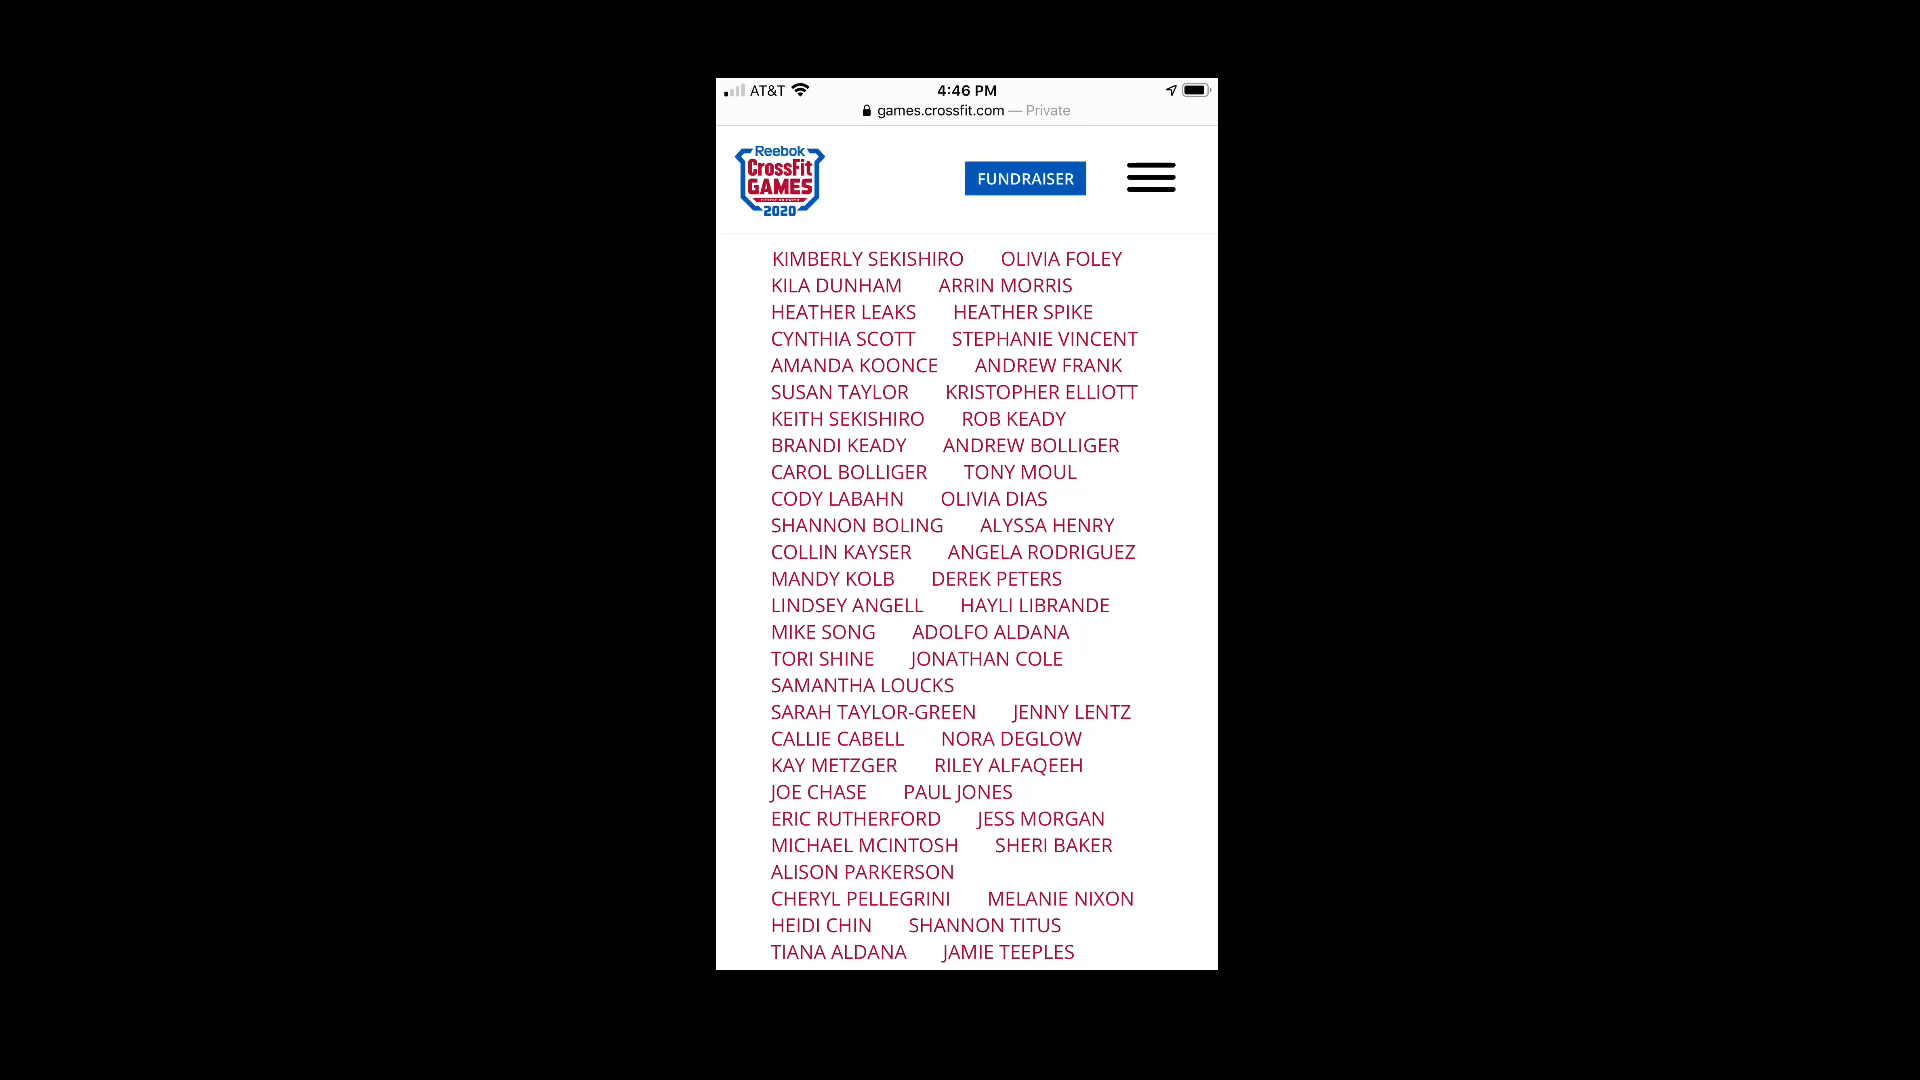 AT&T 4:46 PM
games.crossfit.com — Private
Reebok
CrossFit
GAMES
2020
FUNDRAISER
KIMBERLY SEKISHIRO OLIVIA FOLEY
KILA DUNHAM ARRIN MORRIS
HEATHER LEAKS HEATHER SPIKE
CYNTHIA SCOTT STEPHANIE VINCENT
AMANDA KOONCE ANDREW FRANK
SUSAN TAYLOR KRISTOPHER ELLIOTT
KEITH SEKISHIRO ROB KEADY
BRANDI KEADY ANDREW BOLLIGER
CAROL BOLLIGER TONY MOUL
CODY LABAHN OLIVIA DIAS
SHANNON BOLING ALYSSA HENRY
COLLIN KAYSER ANGELA RODRIGUEZ
MANDY KOLB DEREK PETERS
LINDSEY ANGELL HAYLI LIBRANDE
MIKE SONG ADOLFO ALDANA
TORI SHINE JONATHAN COLE
SAMANTHA LOUCKS
SARAH TAYLOR-GREEN JENNY LENTZ
CALLIE CABELL NORA DEGLOW
KAY METZGER RILEY ALFAQEEH
JOE CHASE PAUL JONES
ERIC RUTHERFORD JESS MORGAN
MICHAEL MCINTOSH SHERI BAKER
ALISON PARKERSON
CHERYL PELLEGRINI MELANIE NIXON
HEIDI CHIN SHANNON TITUS
TIANA ALDANA JAMIE TEEPLES